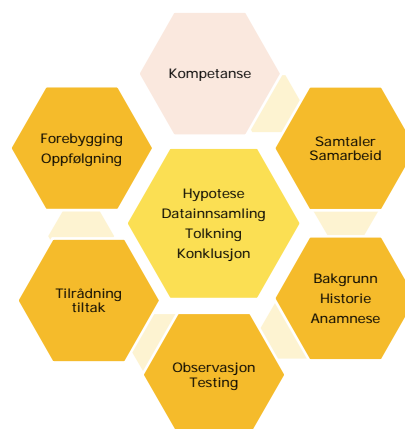 Kompetanse
Samtaler
Samarbeid
Bakgrunn
Historie
Anamnese
Observasjon
Testing
Tilrådning
tiltak
Forebygging
Oppfølgning
Hypotese
Datainnsamling
Tolkning
Konklusjon